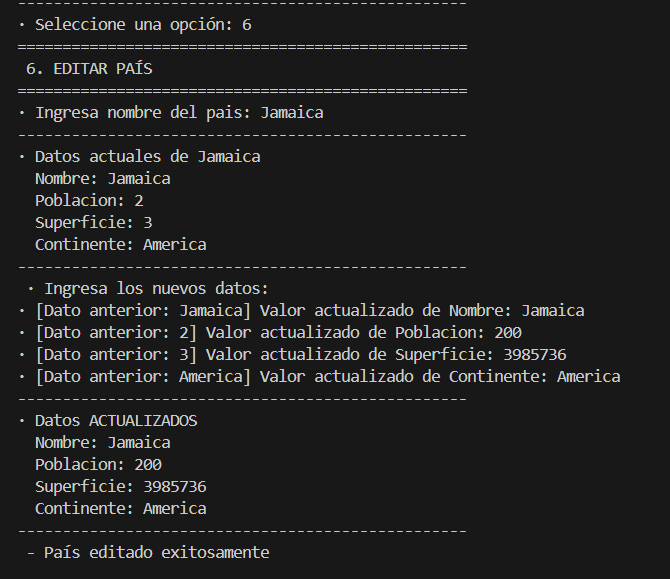 --------------------------------------------------
· Seleccione una opción: 6
==================================================
6. EDITAR PAÍS
==================================================
· Ingresa nombre del pais: Jamaica
--------------------------------------------------
· Datos actuales de Jamaica
Nombre: Jamaica
Poblacion: 2
Superficie: 3
Continente: America
--------------------------------------------------
· Ingresa los nuevos datos:
· [Dato anterior: Jamaica] Valor actualizado de Nombre: Jamaica
· [Dato anterior: 2] Valor actualizado de Poblacion: 200
· [Dato anterior: 3] Valor actualizado de Superficie: 3985736
· [Dato anterior: America] Valor actualizado de Continente: America
--------------------------------------------------
· Datos ACTUALIZADOS
Nombre: Jamaica
Poblacion: 200
Superficie: 3985736
Continente: America
--------------------------------------------------
- País editado exitosamente